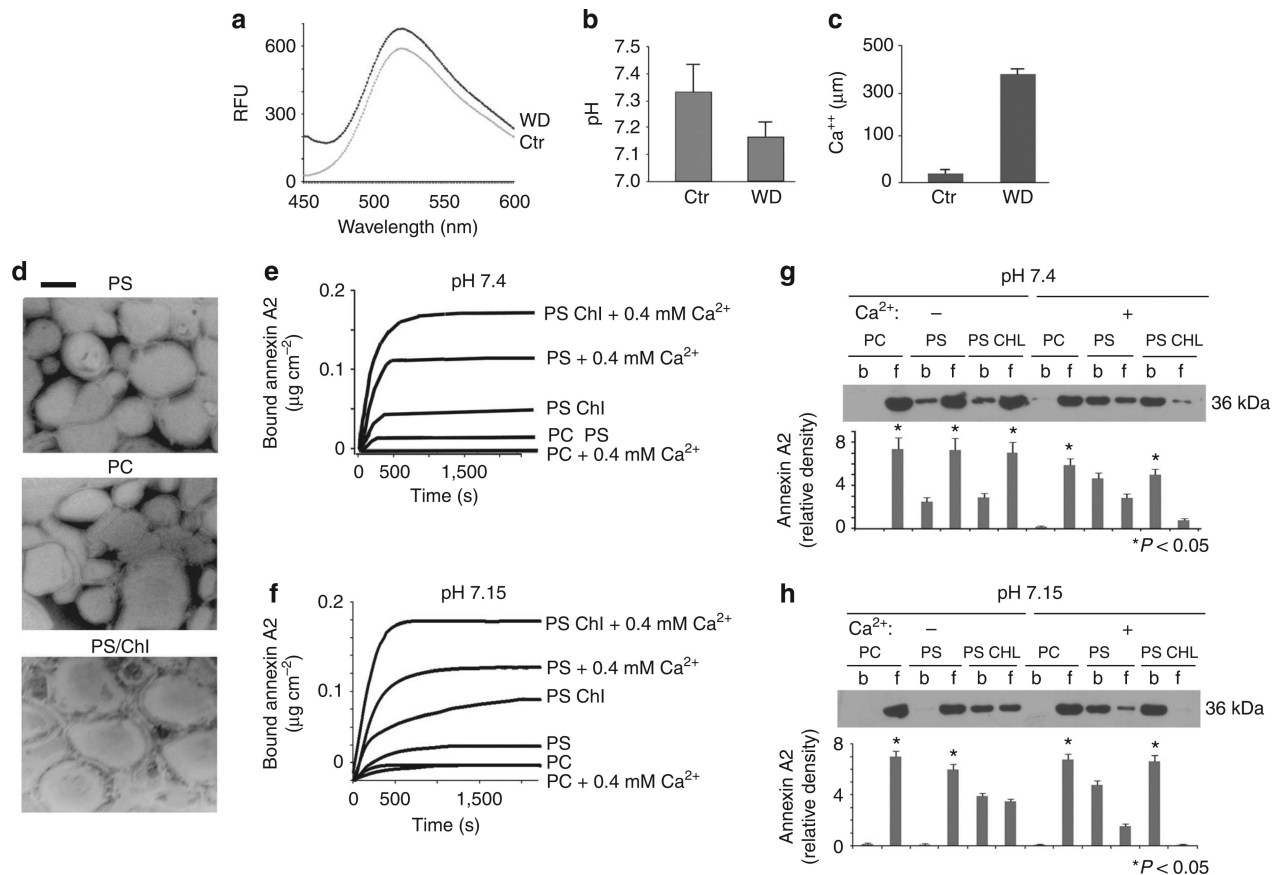 a
600
300
0
RFU
WD
Ctr
450 500 550 600
Wavelength (nm)
b
7.5
7.4
7.3
7.2
7.1
7.0
pH
Ctr WD
c
500
300
100
0
Ca++ (μm)
Ctr WD
d
PS
PC
PS/Chl
e
pH 7.4
0.2
0.1
0
Bound annexin A2
(μg cm−2)
PS Chl + 0.4 mM Ca2+
PS + 0.4 mM Ca2+
PS Chl
PC PS
PC + 0.4 mM Ca2+
0 500 1,500
Time (s)
f
pH 7.15
0.2
0.1
0
Bound annexin A2
(μg cm−2)
PS Chl + 0.4 mM Ca2+
PS + 0.4 mM Ca2+
PS Chl
PS
PC
PC + 0.4 mM Ca2+
0 500 1,500
Time (s)
g
pH 7.4
Ca2+: − +
PC PS PS CHL PC PS PS CHL
b f b f b f b f b f b f
36 kDa
8
4
0
Annexin A2
(relative density)
* * * * *
*P < 0.05
h
pH 7.15
Ca2+: − +
PC PS PS CHL PC PS PS CHL
b f b f b f b f b f b f
36 kDa
8
4
0
Annexin A2
(relative density)
* * * *
*P < 0.05